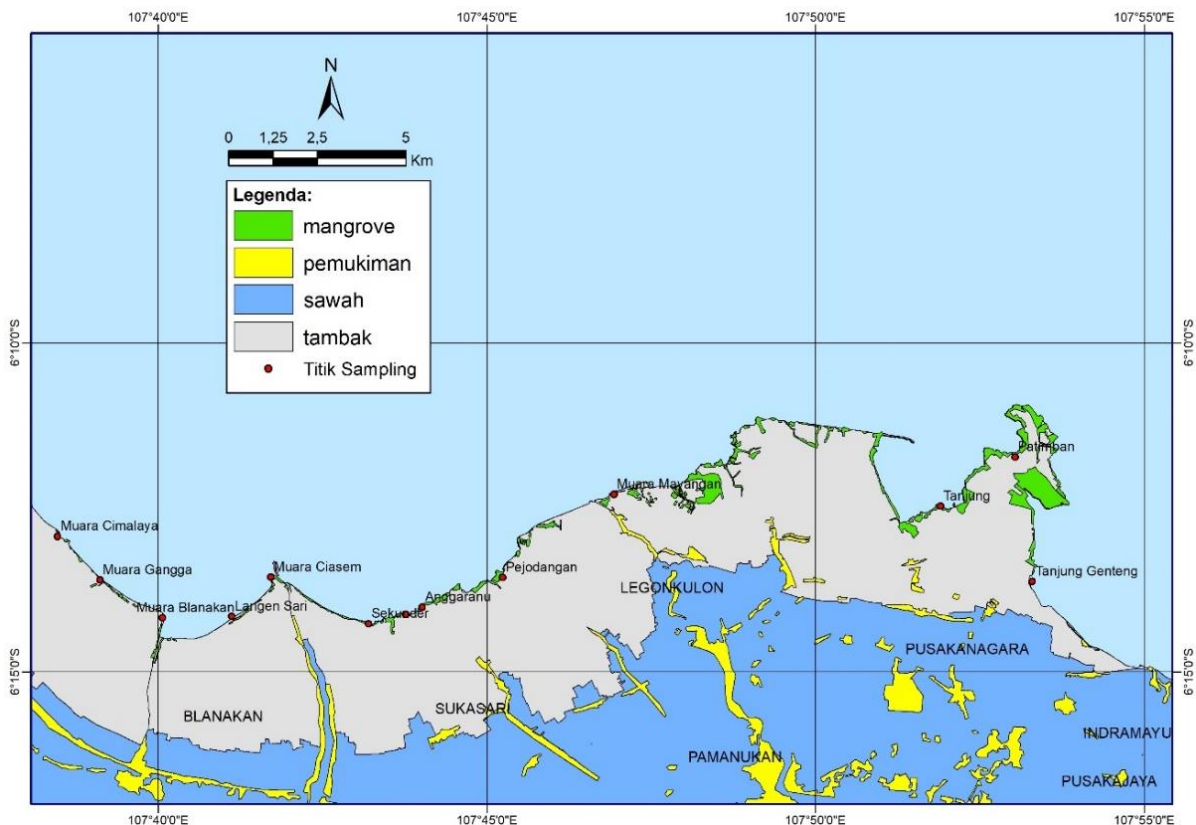 107°40'0"E 107°45'0"E 107°50'0"E 107°55'0"E
N
0 1,25 2,5 5
Km
Legenda:
mangrove
pemukiman
sawah
tambak
Titik Sampling
6°10'0"S 6°10'0"S
Patimban
Muara Mayangan
Tanjung
Muara Cimalaya
Muara Gangga
Muara Ciasem
Pejodangan
Tanjung Genteng
LEGONKULON
Muara Blanakan
Langen Sari
Sekunder
Anggaranu
PUSAKANAGARA
6°15'0"S 6°15'0"S
BLANAKAN
SUKASARI
INDRAMAYU
PAMANUKAN
PUSAKAJAYA
107°40'0"E 107°45'0"E 107°50'0"E 107°55'0"E